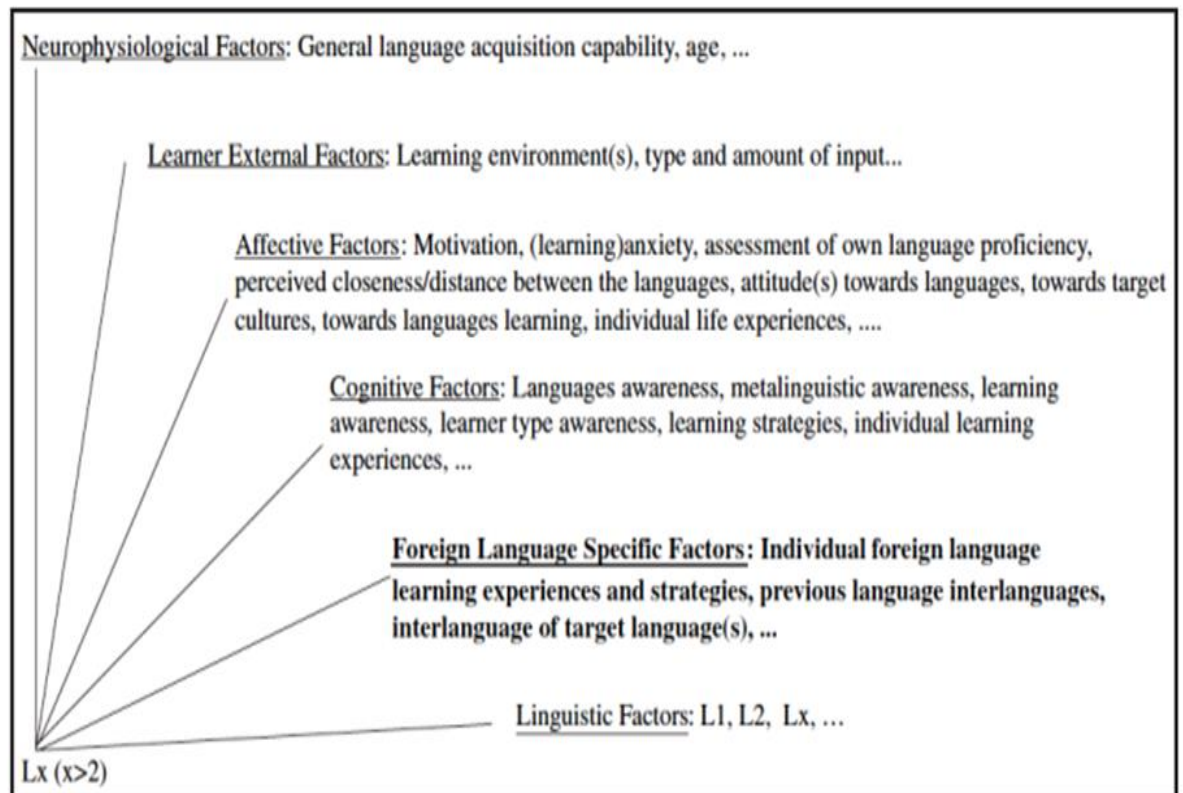 Neurophysiological Factors: General language acquisition capability, age, ...
Learner External Factors: Learning environment(s), type and amount of input...
Affective Factors: Motivation, (learning)anxiety, assessment of own language proficiency,
perceived closeness/distance between the languages, attitude(s) towards languages, towards target
cultures, towards languages learning, individual life experiences, ....
Cognitive Factors: Languages awareness, metalinguistic awareness, learning
awareness, learner type awareness, learning strategies, individual learning
experiences, ...
Foreign Language Specific Factors: Individual foreign language
learning experiences and strategies, previous language interlanguages,
interlanguage of target language(s), ...
Linguistic Factors: L1, L2, Lx, ...
Lx (x>2)